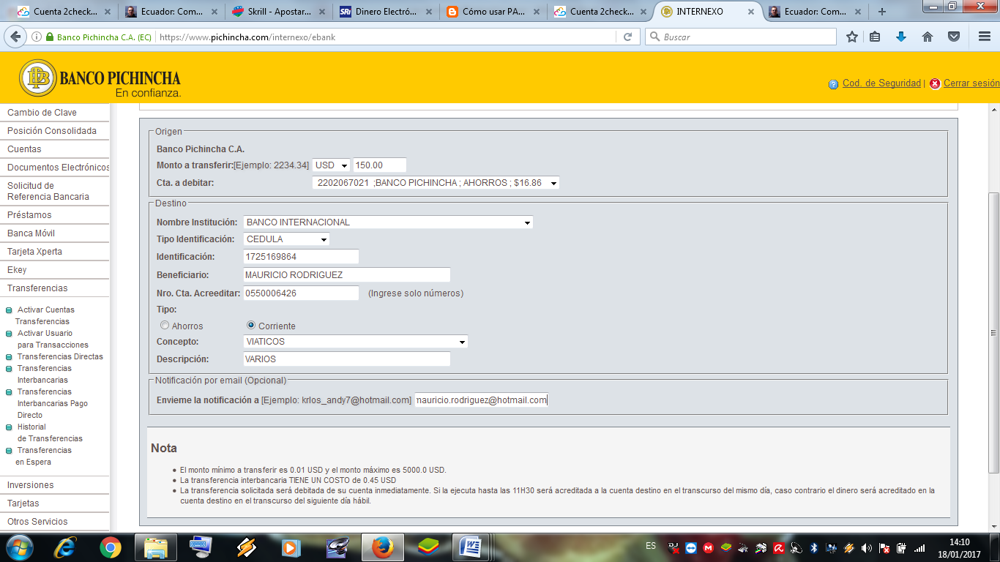 Cuenta 2check...
Ecuador: Com...
Skrill - Apostar...
SRi Dinero Electró...
Cómo usar PA...
Cuenta 2check...
INTERNEXO
Ecuador: Com...
Banco Pichincha C.A. (EC) https://www.pichincha.com/internexo/ebank
Buscar
BANCO PICHINCHA
En confianza.
Cod. de Seguridad | Cerrar sesión
Cambio de Clave
Posición Consolidada
Cuentas
Documentos Electrónicos
Solicitud de
Referencia Bancaria
Préstamos
Banca Móvil
Tarjeta Xperta
Ekey
Transferencias
Activar Cuentas
Transferencias
Activar Usuario
para Transacciones
Transferencias Directas
Transferencias
Interbancarias
Transferencias
Interbancarias Pago
Directo
Historial
de Transferencias
Transferencias
en Espera
Inversiones
Tarjetas
Otros Servicios
Origen
Banco Pichincha C.A.
Monto a transferir:[Ejemplo: 2234.34] USD 150.00
Cta. a debitar: 2202067021 ;BANCO PICHINCHA ; AHORROS ; $16.86
Destino
Nombre Institución: BANCO INTERNACIONAL
Tipo Identificación: CEDULA
Identificación: 1725169864
Beneficiario: MAURICIO RODRIGUEZ
Nro. Cta. Acreeditar: 0550006426 (Ingrese solo números)
Tipo:
Ahorros Corriente
Concepto: VIATICOS
Descripción: VARIOS
Notificación por email (Opcional)
Envieme la notificación a [Ejemplo: krlos_andy7@hotmail.com] mauricio.rodriguez@hotmail.com
Nota
El monto mínimo a transferir es 0.01 USD y el monto máximo es 5000.0 USD.
La transferencia interbancaria TIENE UN COSTO de 0.45 USD
La transferencia solicitada será debitada de su cuenta inmediatamente. Si la ejecuta hasta las 11H30 será acreditada a la cuenta destino en el transcurso del mismo día, caso contrario el dinero será acreditado en la
cuenta destino en el transcurso del siguiente día hábil.
ES
14:10
18/01/2017